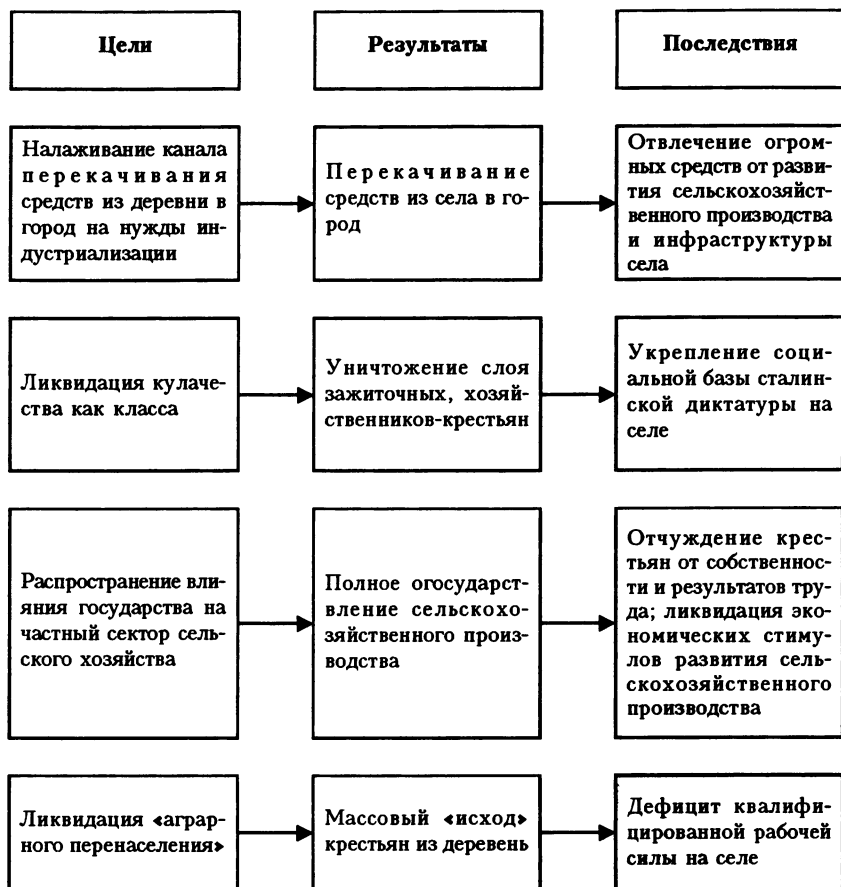 Цели
Результаты
Последствия
Налаживание канала
перекачивания
средств из деревни в
город на нужды ин-
дустриализации
Перекачивание
средств из села в го-
род
Отвлечение огром-
ных средств от разви-
тия сельскохозяйст-
венного производства
и инфраструктуры
села
Ликвидация кулаче-
ства как класса
Уничтожение слоя
зажиточных, хозяй-
ственников-крестьян
Укрепление соци-
альной базы сталин-
ской диктатуры на
селе
Распространение вли-
яния государства на
частный сектор сель-
ского хозяйства
Полное огосударст-
вление сельскохо-
зяйственного произ-
водства
Отчуждение крес-
тьян от собственности
и результатов тру-
да; ликвидация эко-
номических стиму-
лов развития сель-
скохозяйственного
производства
Ликвидация «аграр-
ного перенаселения»
Массовый «исход»
крестьян из деревень
Дефицит квалифи-
цированной рабочей
силы на селе